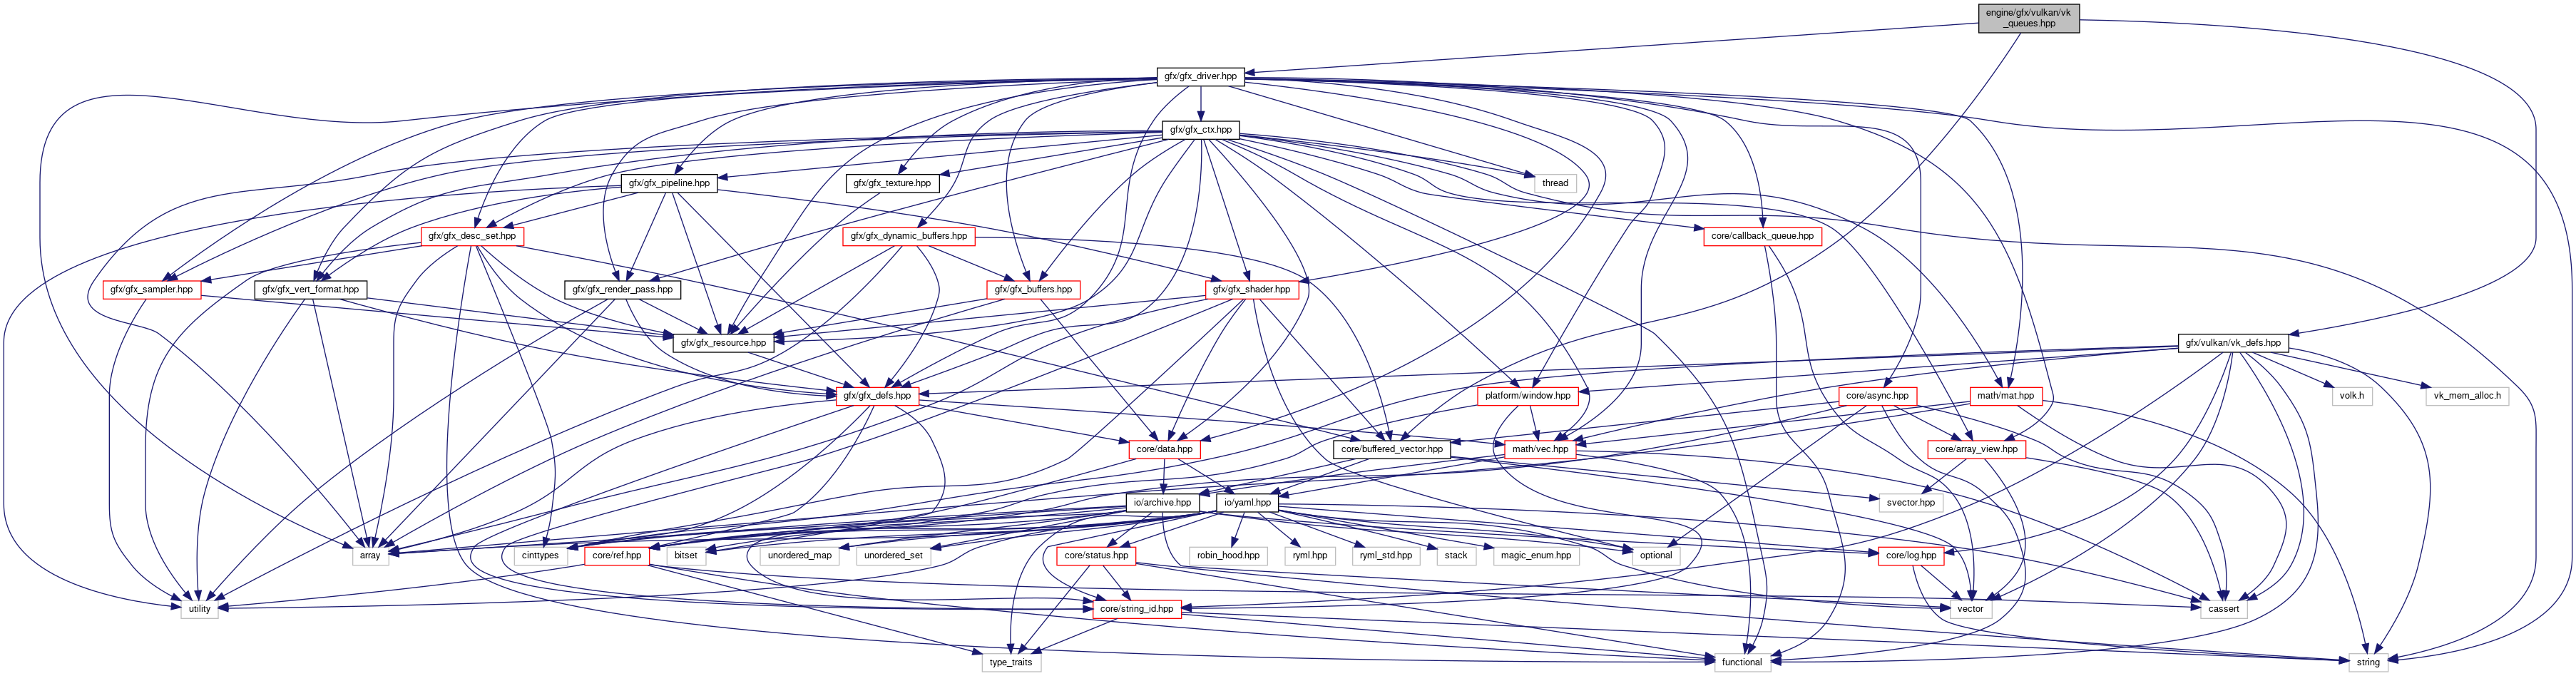 engine/gfx/vulkan/vk
_queues.hpp
gfx/gfx_driver.hpp
gfx/gfx_ctx.hpp
gfx/gfx_pipeline.hpp
gfx/gfx_texture.hpp
thread
gfx/gfx_desc_set.hpp
gfx/gfx_dynamic_buffers.hpp
core/callback_queue.hpp
gfx/gfx_sampler.hpp
gfx/gfx_vert_format.hpp
gfx/gfx_render_pass.hpp
gfx/gfx_buffers.hpp
gfx/gfx_shader.hpp
gfx/gfx_resource.hpp
gfx/vulkan/vk_defs.hpp
gfx/gfx_defs.hpp
platform/window.hpp
core/async.hpp
math/mat.hpp
volk.h
vk_mem_alloc.h
core/data.hpp
core/buffered_vector.hpp
math/vec.hpp
core/array_view.hpp
io/archive.hpp
io/yaml.hpp
svector.hpp
array
cinttypes
core/ref.hpp
bitset
unordered_map
unordered_set
core/status.hpp
robin_hood.hpp
ryml.hpp
ryml_std.hpp
stack
magic_enum.hpp
optional
core/log.hpp
utility
core/string_id.hpp
vector
cassert
type_traits
functional
string